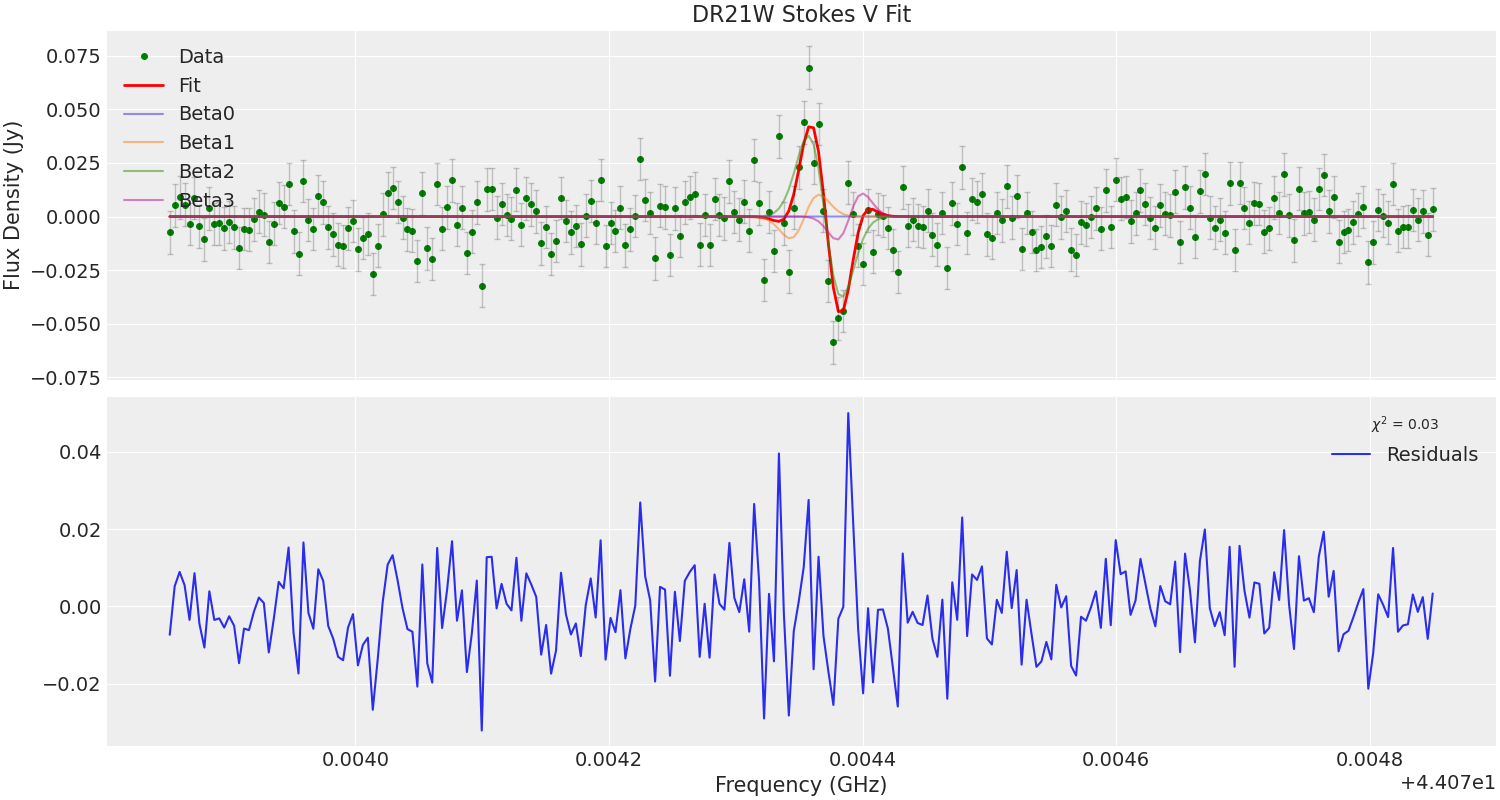 DR21W Stokes V Fit
Flux Density (Jy)
0.075
0.050
0.025
0.000
−0.025
−0.050
−0.075
Data
Fit
Beta0
Beta1
Beta2
Beta3
0.04
0.02
0.00
−0.02
χ² = 0.03
Residuals
0.0040
0.0042
0.0044
0.0046
0.0048
+4.407e1
Frequency (GHz)